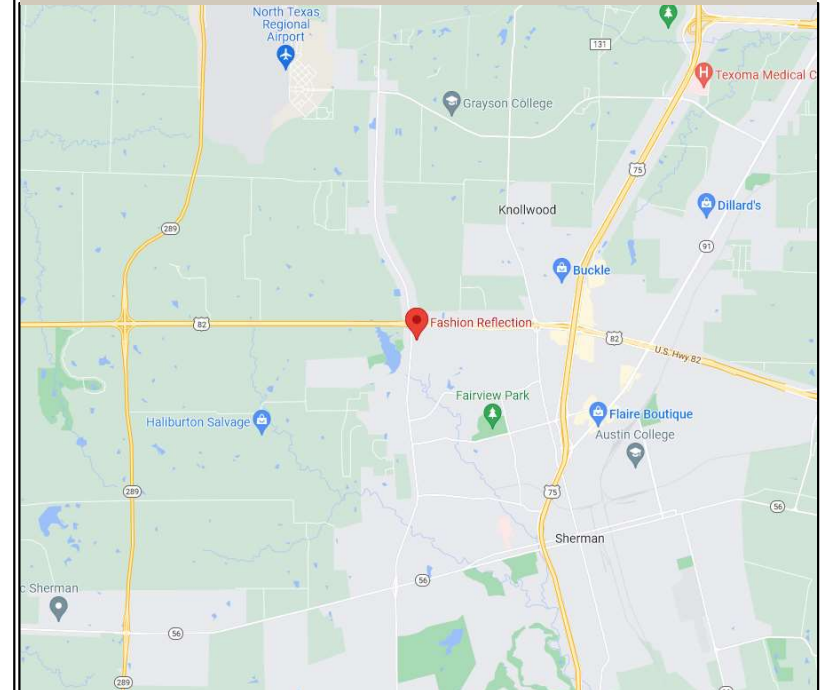 North Texas
Regional
Airport
131
Texoma Medical C
Grayson College
75
Knollwood
Dillard's
289
91
Buckle
82
Fashion Reflection
82
U.S. Hwy 82
Fairview Park
Haliburton Salvage
Flaire Boutique
Austin College
289
75
56
Sherman
56
c Sherman
56
289